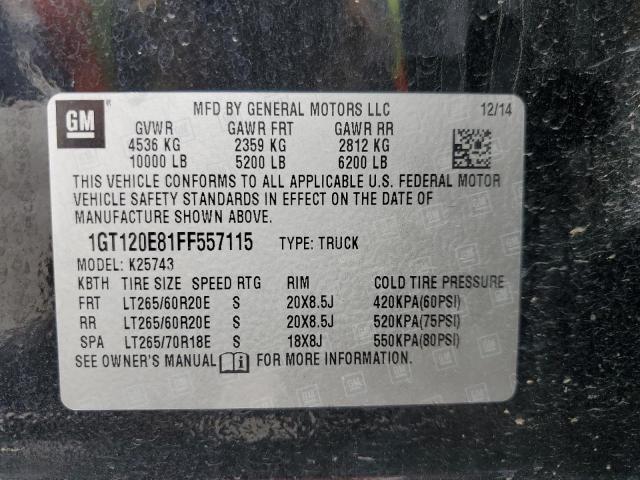 GM
MFD BY GENERAL MOTORS LLC 12/14
GVWR GAWR FRT GAWR RR
4536 KG 2359 KG 2812 KG
10000 LB 5200 LB 6200 LB
THIS VEHICLE CONFORMS TO ALL APPLICABLE U.S. FEDERAL MOTOR
VEHICLE SAFETY STANDARDS IN EFFECT ON THE DATE OF
MANUFACTURE SHOWN ABOVE.
1GT120E81FF557115 TYPE: TRUCK
MODEL: K25743
KBTH TIRE SIZE SPEED RTG RIM COLD TIRE PRESSURE
FRT LT265/60R20E S 20X8.5J 420KPA(60PSI)
RR LT265/60R20E S 20X8.5J 520KPA(75PSI)
SPA LT265/70R18E S 18X8J 550KPA(80PSI)
SEE OWNER'S MANUAL FOR MORE INFORMATION.